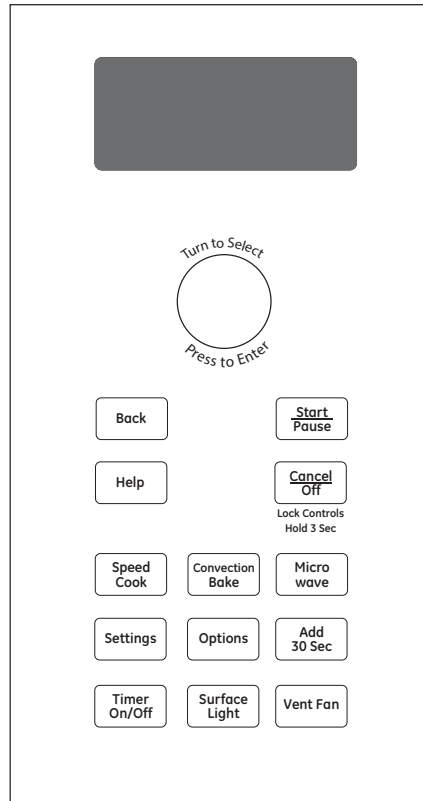 Turn to Select
Press to Enter
Back
Start
Pause
Help
Cancel
Off
Lock Controls
Hold 3 Sec
Speed
Cook
Convection
Bake
Micro
wave
Settings
Options
Add
30 Sec
Timer
On/Off
Surface
Light
Vent Fan